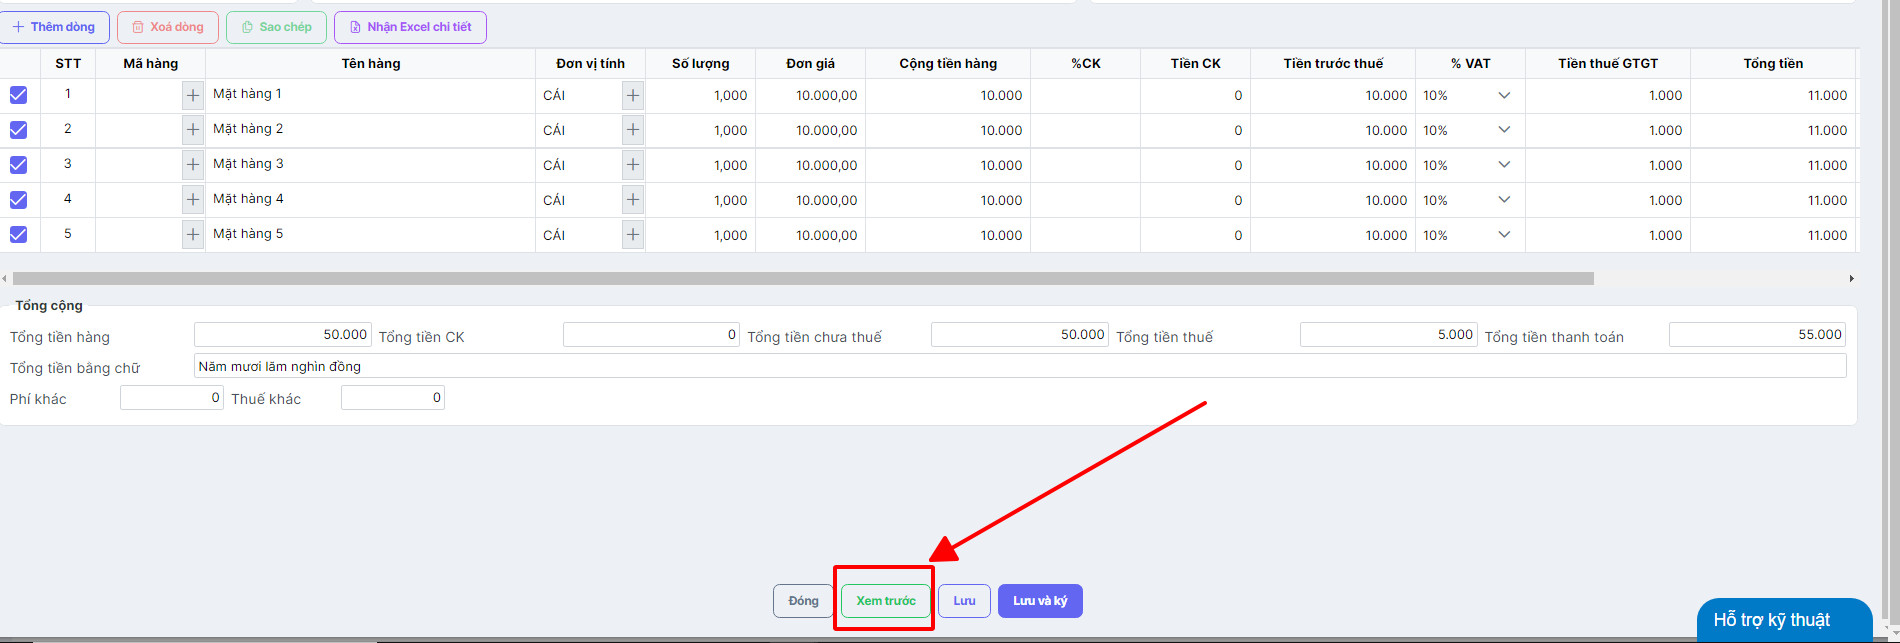 Thêm dòng Xoá dòng Sao chép Nhận Excel chi tiết
STT Mã hàng Tên hàng Đơn vị tính Số lượng Đơn giá Cộng tiền hàng %CK Tiền CK Tiền trước thuế % VAT Tiền thuế GTGT Tổng tiền
1 Mặt hàng 1 CÁI 1,000 10.000,00 10.000 0 10.000 10% 1.000 11.000
2 Mặt hàng 2 CÁI 1,000 10.000,00 10.000 0 10.000 10% 1.000 11.000
3 Mặt hàng 3 CÁI 1,000 10.000,00 10.000 0 10.000 10% 1.000 11.000
4 Mặt hàng 4 CÁI 1,000 10.000,00 10.000 0 10.000 10% 1.000 11.000
5 Mặt hàng 5 CÁI 1,000 10.000,00 10.000 0 10.000 10% 1.000 11.000
Tổng cộng
Tổng tiền hàng 50.000 Tổng tiền CK 0 Tổng tiền chưa thuế 50.000 Tổng tiền thuế 5.000 Tổng tiền thanh toán 55.000
Tổng tiền bằng chữ Năm mươi lăm nghìn đồng
Phí khác 0 Thuế khác 0
Đóng Xem trước Lưu Lưu và ký
Hỗ trợ kỹ thuật